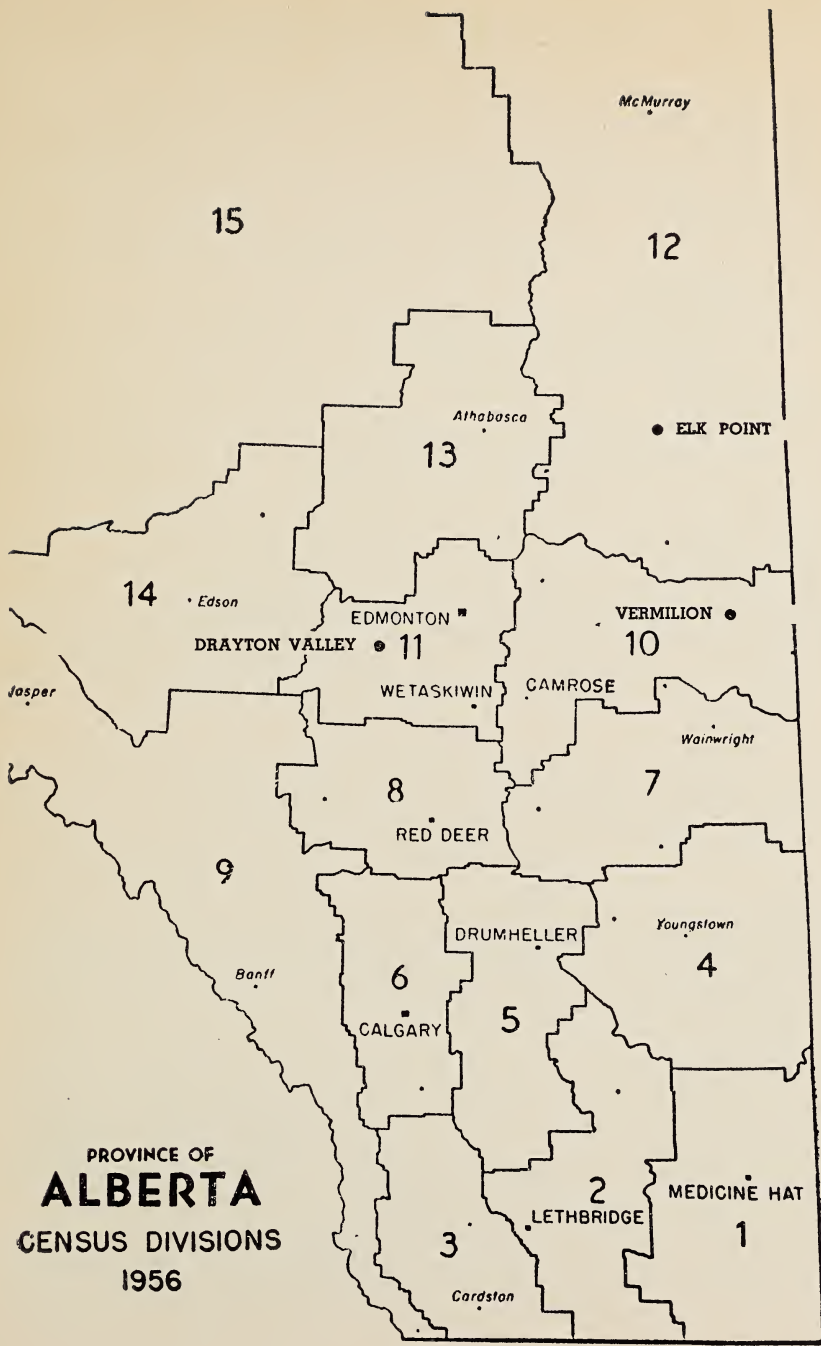 McMurray
15
12
Athabasca
ELK POINT
13
14
Edson
EDMONTON
VERMILION
DRAYTON VALLEY
11
10
Jasper
WETASKIWIN
CAMROSE
Wainwright
8
7
RED DEER
9
Youngstown
DRUMHELLER
4
Banff
6
5
CALGARY
PROVINCE OF
ALBERTA
CENSUS DIVISIONS
1956
2
MEDICINE HAT
LETHBRIDGE
3
1
Cardston